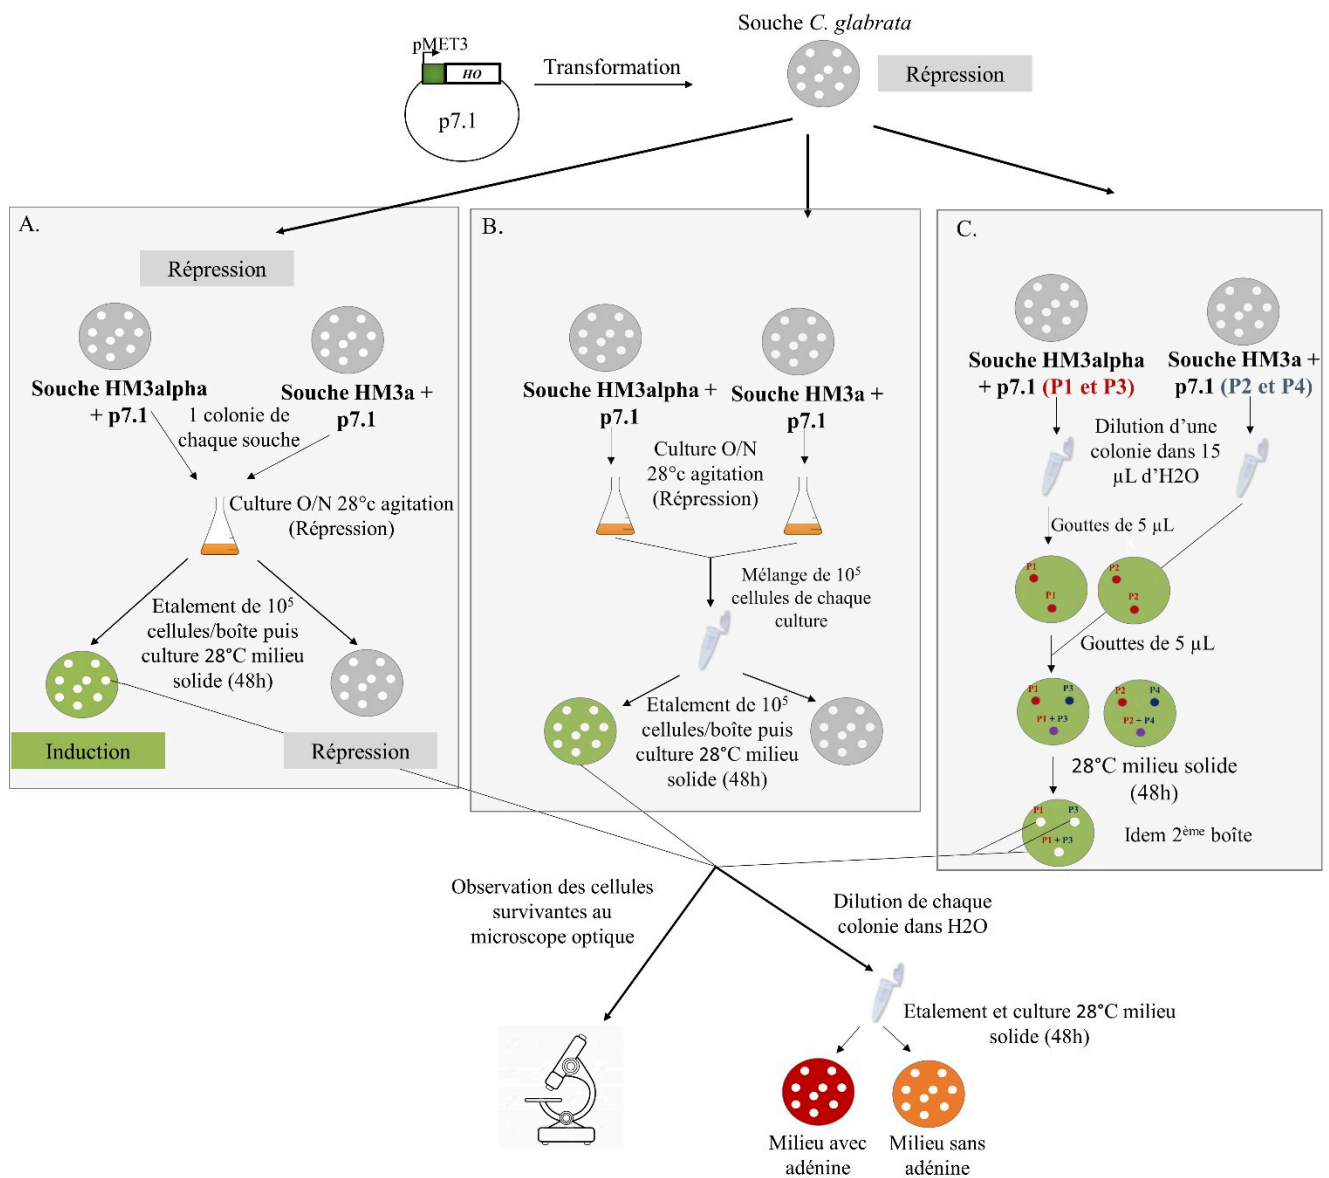 Souche C. glabrata
pMET3
HO
p7.1
Transformation
Répression
A.
Répression
Souche HM3alpha
+ p7.1
Souche HM3a +
p7.1
1 colonie de
chaque souche
Culture O/N 28°c agitation
(Répression)
Etalement de 10⁵
cellules/boîte puis
culture 28°C milieu
solide (48h)
Induction
Répression
B.
Souche HM3alpha +
p7.1
Souche HM3a +
p7.1
Culture O/N
28°c agitation
(Répression)
Mélange de 10⁵
cellules de chaque
culture
Etalement de 10⁵
cellules/boîte puis
culture 28°C milieu
solide (48h)
C.
Souche HM3alpha
+ p7.1 (P1 et P3)
Souche HM3a +
p7.1 (P2 et P4)
Dilution d’une
colonie dans 15
µL d’H2O
Gouttes de 5 µL
P1
P1
P2
P2
Gouttes de 5 µL
P1
P3
P1 + P3
P2
P4
P2 – P4
28°C milieu solide
(48h)
P1
P3
P1 + P3
Idem 2ème boîte
Observation des cellules
survivantes au
microscope optique
Dilution de chaque
colonie dans H2O
Etalement et culture 28°C milieu
solide (48h)
Milieu avec
adénine
Milieu sans
adénine